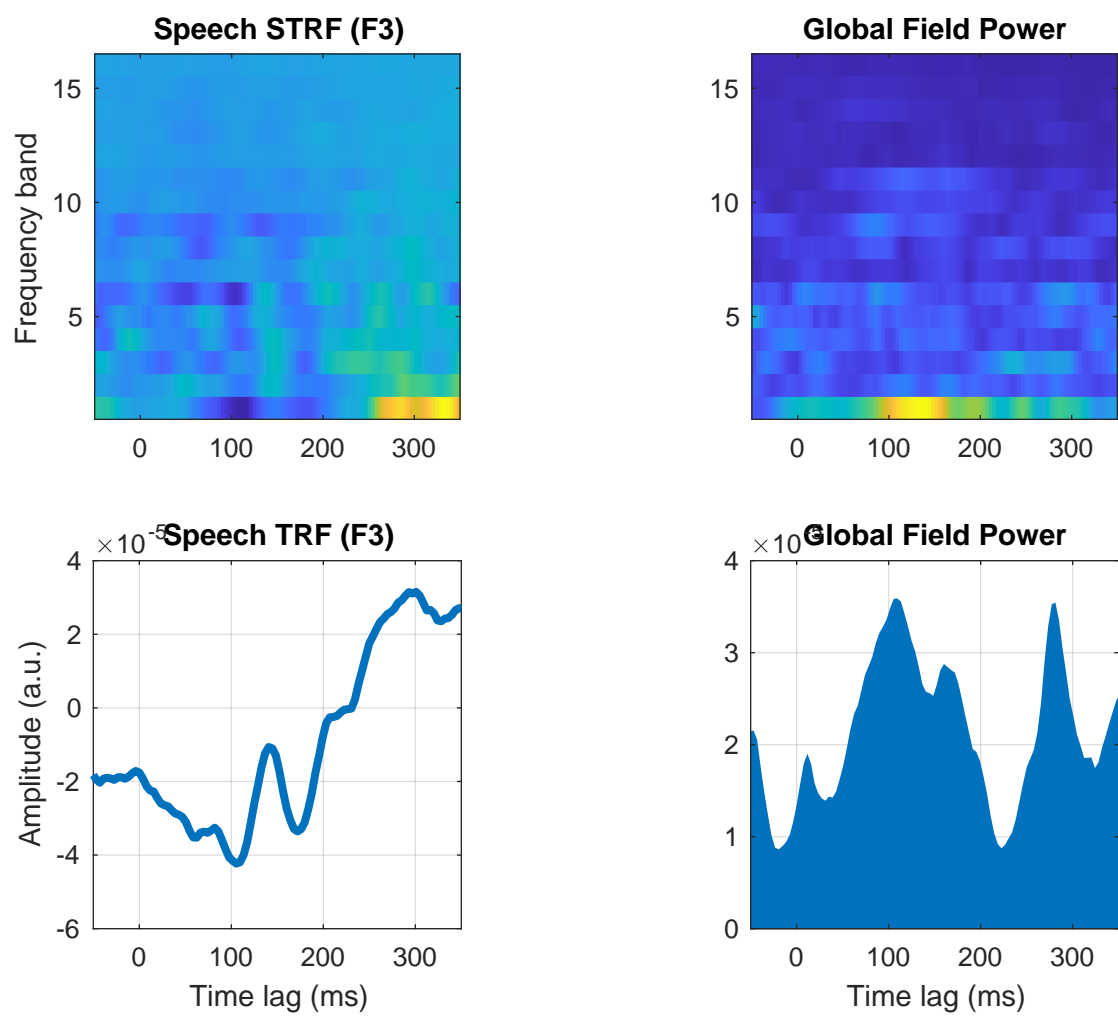 Speech STRF (F3)
Frequency band
15
10
5
0 100 200 300
Global Field Power
15
10
5
0 100 200 300
Speech TRF (F3)
×10-5
Amplitude (a.u.)
4
2
0
-2
-4
-6
0 100 200 300
Time lag (ms)
Global Field Power
×10-5
4
3
2
1
0
0 100 200 300
Time lag (ms)